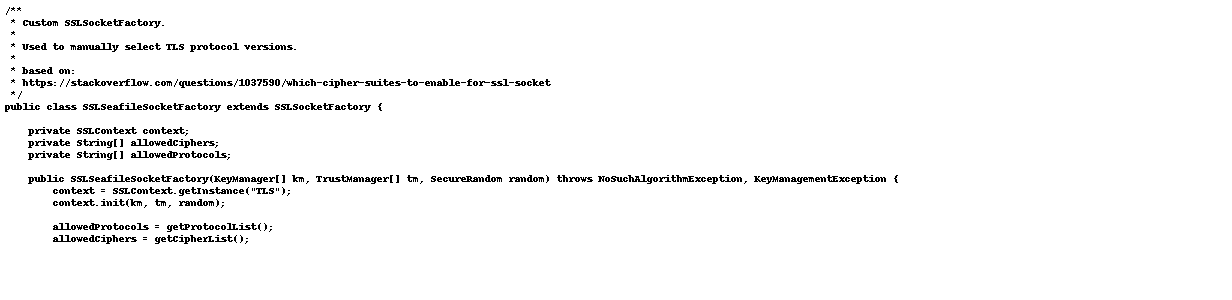 /**
 * Custom SSLSocketFactory.
 *
 * Used to manually select TLS protocol versions.
 *
 * based on:
 * https://stackoverflow.com/questions/1037590/which-cipher-suites-to-enable-for-ssl-socket
 */
public class SSLSeafileSocketFactory extends SSLSocketFactory {

    private SSLContext context;
    private String[] allowedCiphers;
    private String[] allowedProtocols;

    public SSLSeafileSocketFactory(KeyManager[] km, TrustManager[] tm, SecureRandom random) throws NoSuchAlgorithmException, KeyManagementException {
        context = SSLContext.getInstance("TLS");
        context.init(km, tm, random);

        allowedProtocols = getProtocolList();
        allowedCiphers = getCipherList();